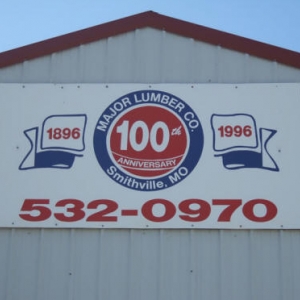 MAJOR LUMBER CO.
1896
100th
1996
ANNIVERSARY
Smithville, MO
532-0970